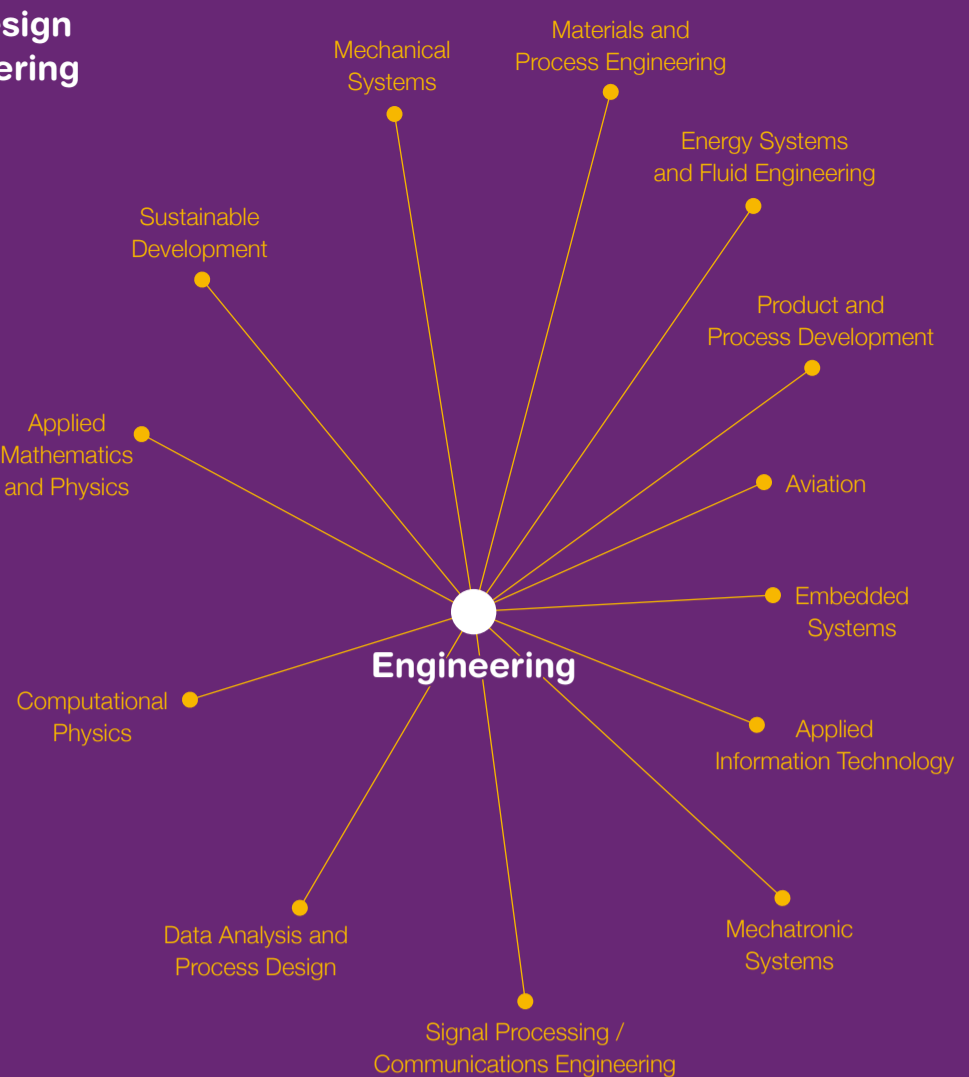 Mechanical
Systems
Materials and
Process Engineering
Energy Systems
and Fluid Engineering
Sustainable
Development
Product and
Process Development
Applied
Mathematics
and Physics
Aviation
Embedded
Systems
Engineering
Computational
Physics
Applied
Information Technology
Data Analysis and
Process Design
Mechatronic
Systems
Signal Processing /
Communications Engineering